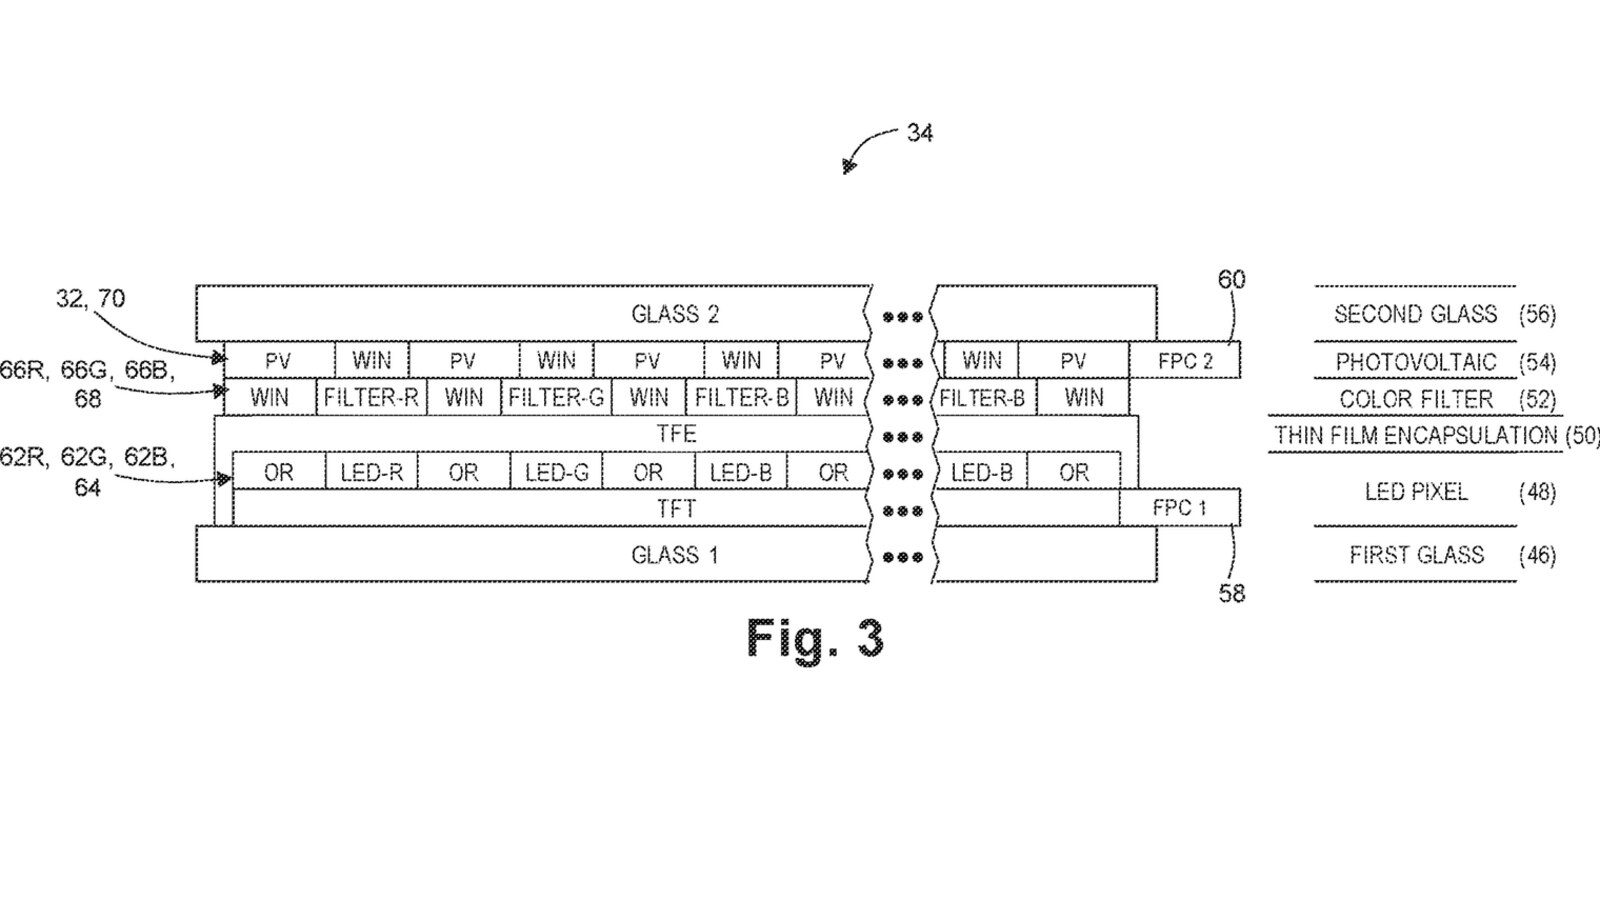 34
60
32, 70
GLASS 2
SECOND GLASS (56)
PV WIN PV WIN PV WIN PV WIN PV FPC 2
PHOTOVOLTAIC (54)
66R, 66G, 66B,
68
WIN FILTER-R WIN FILTER-G WIN FILTER-B WIN FILTER-B WIN
COLOR FILTER (52)
TFE
THIN FILM ENCAPSULATION (50)
62R, 62G, 62B,
64
OR LED-R OR LED-G OR LED-B OR LED-B OR
LED PIXEL (48)
TFT
FPC 1
GLASS 1
FIRST GLASS (46)
58
Fig. 3